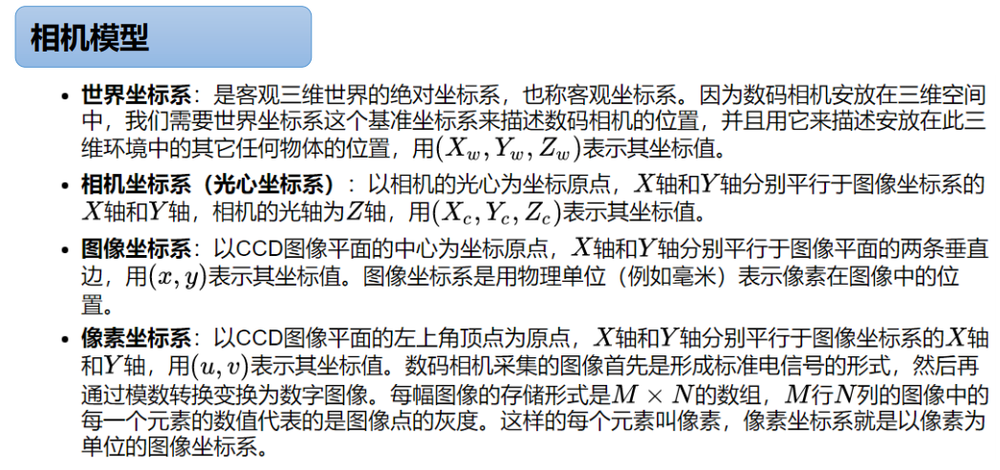 相机模型
• 世界坐标系：是客观三维世界的绝对坐标系，也称客观坐标系。因为数码相机安放在三维空间
中，我们需要世界坐标系这个基准坐标系来描述数码相机的位置，并且用它来描述安放在此三
维环境中的其它任何物体的位置，用(X_w, Y_w, Z_w)表示其坐标值。
• 相机坐标系（光心坐标系）：以相机的光心为坐标原点，X轴和Y轴分别平行于图像坐标系的
X轴和Y轴，相机的光轴为Z轴，用(X_c, Y_c, Z_c)表示其坐标值。
• 图像坐标系：以CCD图像平面的中心为坐标原点，X轴和Y轴分别平行于图像平面的两条垂直
边，用(x, y)表示其坐标值。图像坐标系是用物理单位（例如毫米）表示像素在图像中的位
置。
• 像素坐标系：以CCD图像平面的左上角顶点为原点，X轴和Y轴分别平行于图像坐标系的X轴
和Y轴，用(u, v)表示其坐标值。数码相机采集的图像首先是形成标准电信号的形式，然后再
通过模数转换变换为数字图像。每幅图像的存储形式是M × N的数组，M行N列的图像中的
每一个元素的数值代表的是图像点的灰度。这样的每个元素叫像素，像素坐标系就是以像素为
单位的图像坐标系。